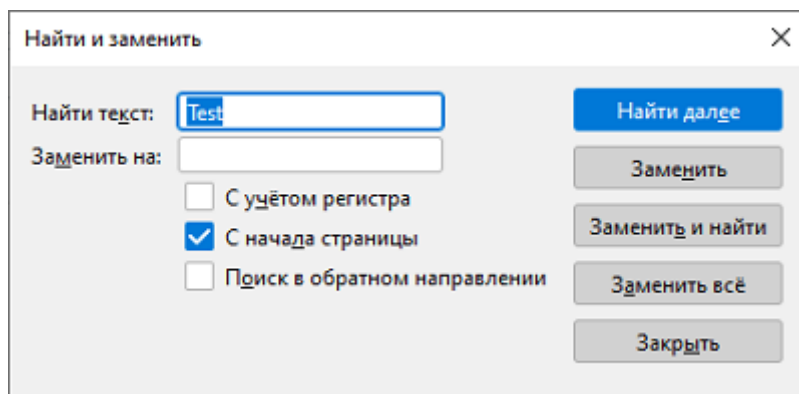 Найти и заменить
Найти текст: Test
Заменить на:
С учётом регистра
С начала страницы
Поиск в обратном направлении
Найти далее
Заменить
Заменить и найти
Заменить всё
Закрыть